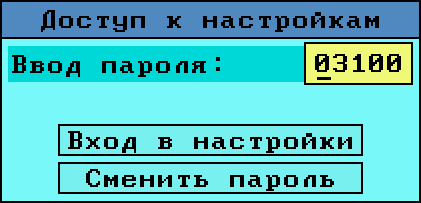 Доступ к настройкам
Ввод пароля: 03100
Вход в настройки
Сменить пароль